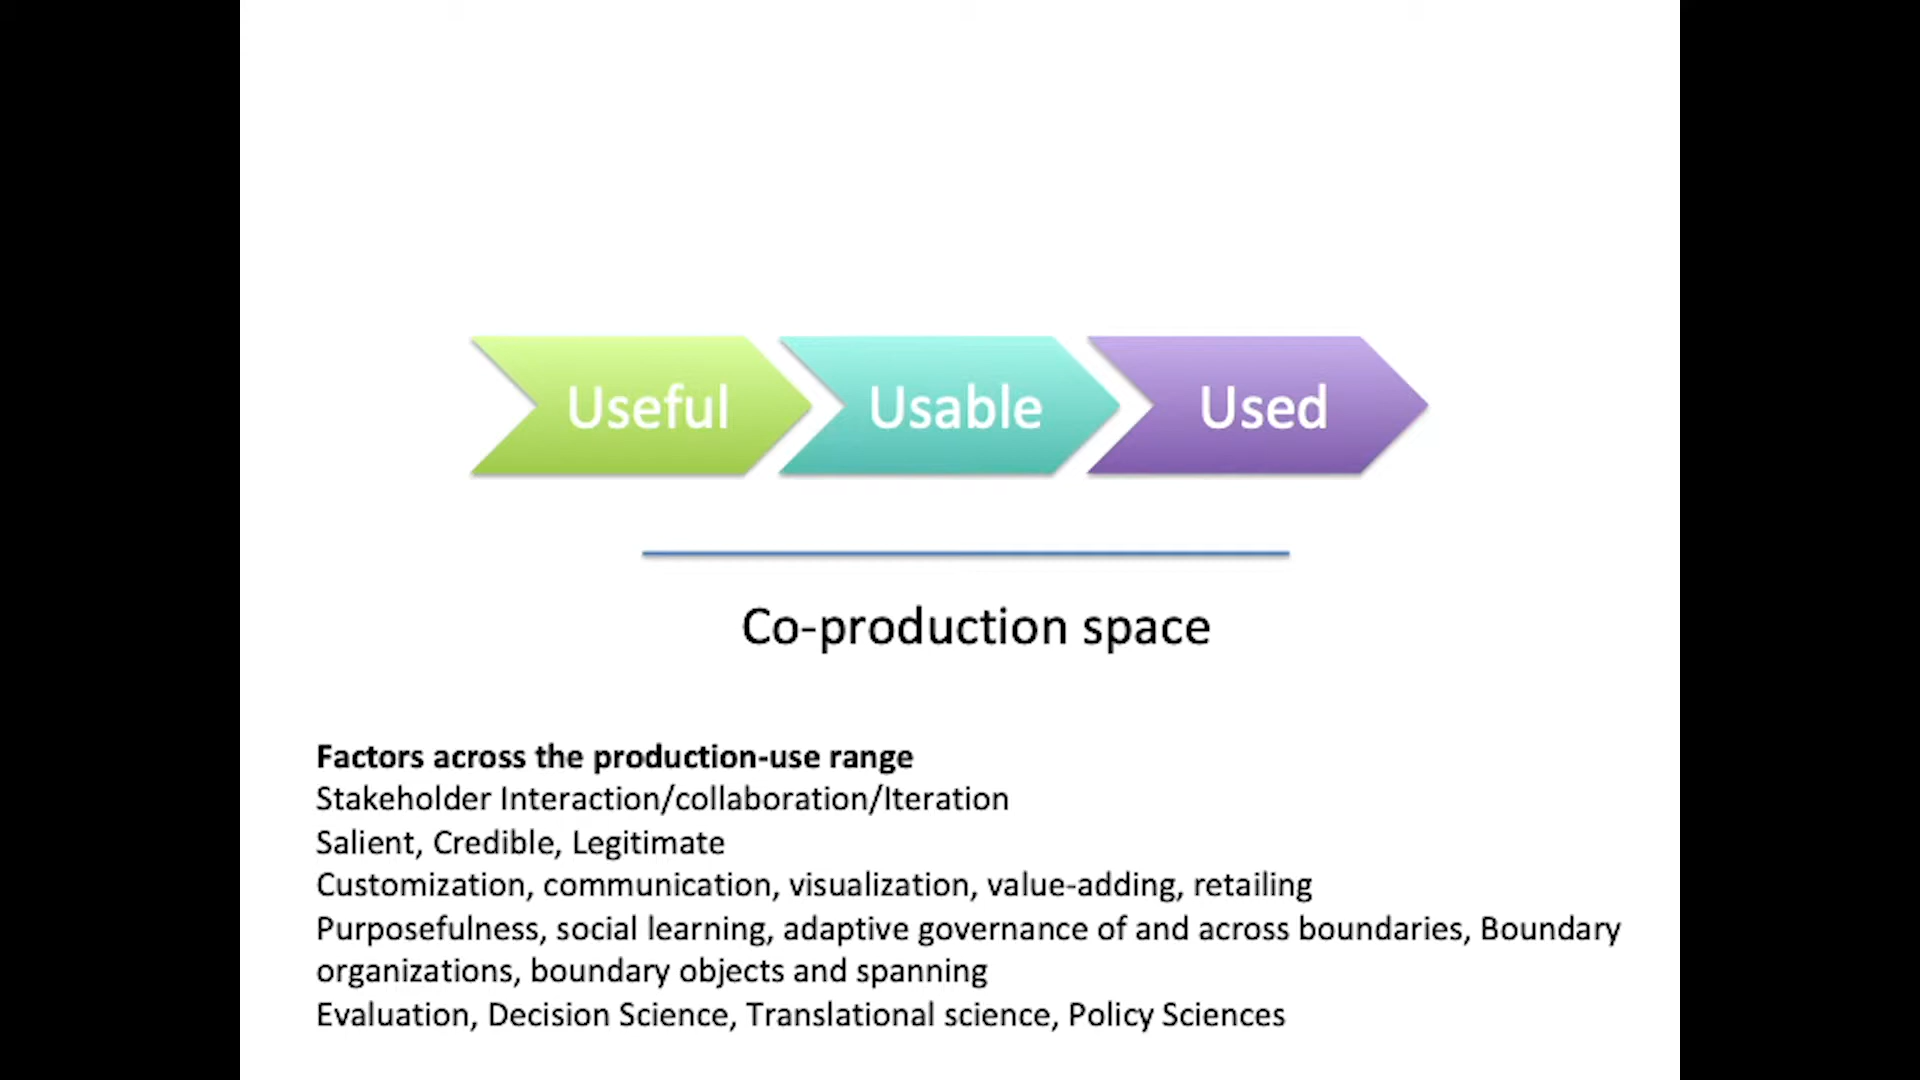 Useful
Usable
Used
Co-production space
Factors across the production-use range
Stakeholder Interaction/collaboration/Iteration
Salient, Credible, Legitimate
Customization, communication, visualization, value-adding, retailing
Purposefulness, social learning, adaptive governance of and across boundaries, Boundary
organizations, boundary objects and spanning
Evaluation, Decision Science, Translational science, Policy Sciences